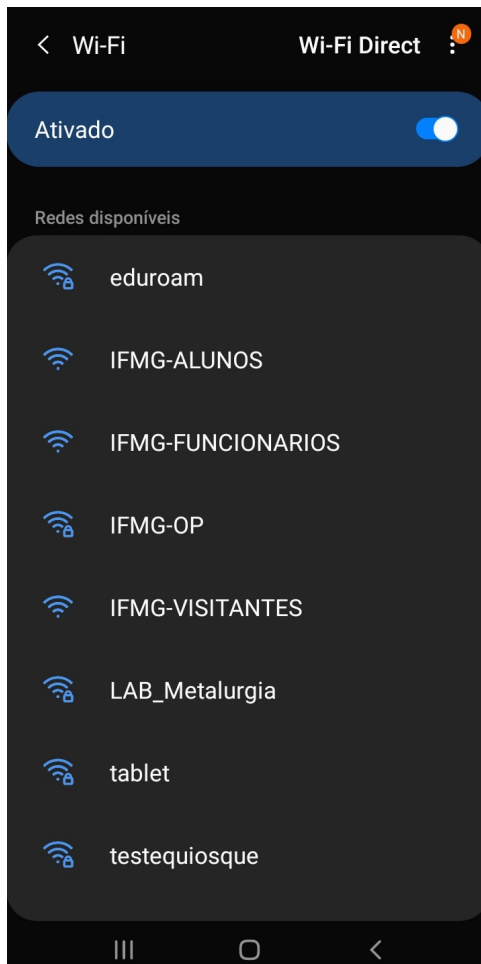 Wi-Fi Wi-Fi Direct N
Ativado
Redes disponíveis
eduroam
IFMG-ALUNOS
IFMG-FUNCIONARIOS
IFMG-OP
IFMG-VISITANTES
LAB_Metalurgia
tablet
testequiosque